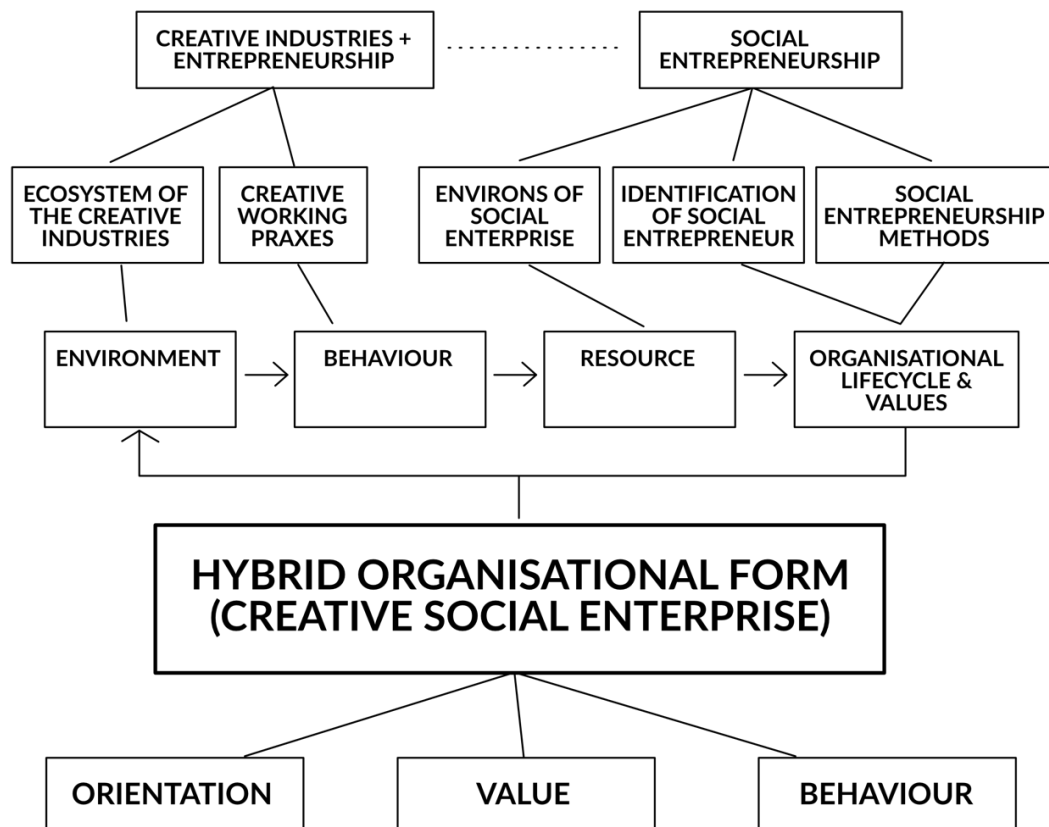 CREATIVE INDUSTRIES +
ENTREPRENEURSHIP
SOCIAL
ENTREPRENEURSHIP
ECOSYSTEM OF
THE CREATIVE
INDUSTRIES
CREATIVE
WORKING
PRAXES
ENVIRONS OF
SOCIAL
ENTERPRISE
IDENTIFICATION
OF SOCIAL
ENTREPRENEUR
SOCIAL
ENTREPRENEURSHIP
METHODS
ENVIRONMENT
BEHAVIOUR
RESOURCE
ORGANISATIONAL
LIFECYCLE &
VALUES
HYBRID ORGANISATIONAL FORM
(CREATIVE SOCIAL ENTERPRISE)
ORIENTATION
VALUE
BEHAVIOUR